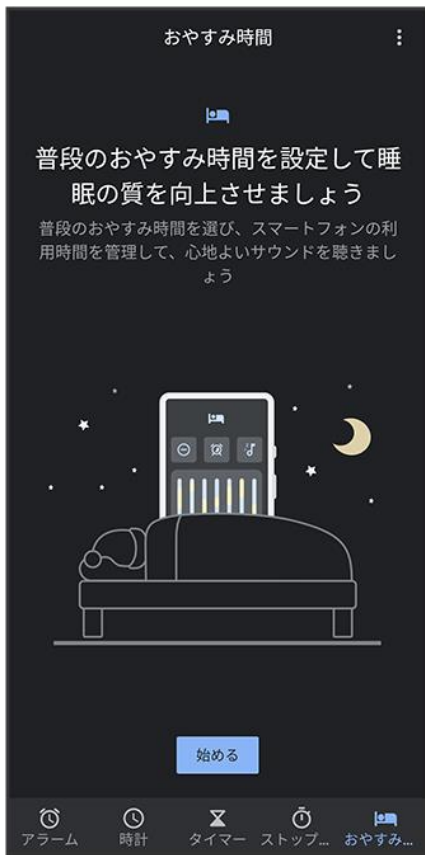 おやすみ時間
普段のおやすみ時間を設定して睡
眠の質を向上させましょう
普段のおやすみ時間を選び、スマートフォンの利
用時間を管理して、心地よいサウンドを聴きまし
ょう
始める
アラーム 時計 タイマー ストップ... おやすみ...